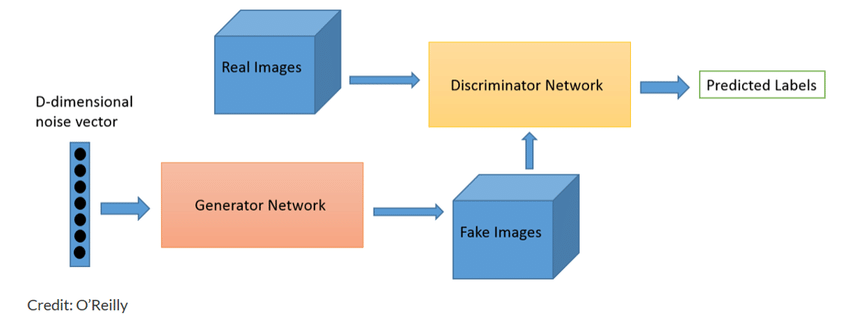 Real Images
Discriminator Network
Predicted Labels
D-dimensional
noise vector
Generator Network
Fake Images
Credit: O’Reilly